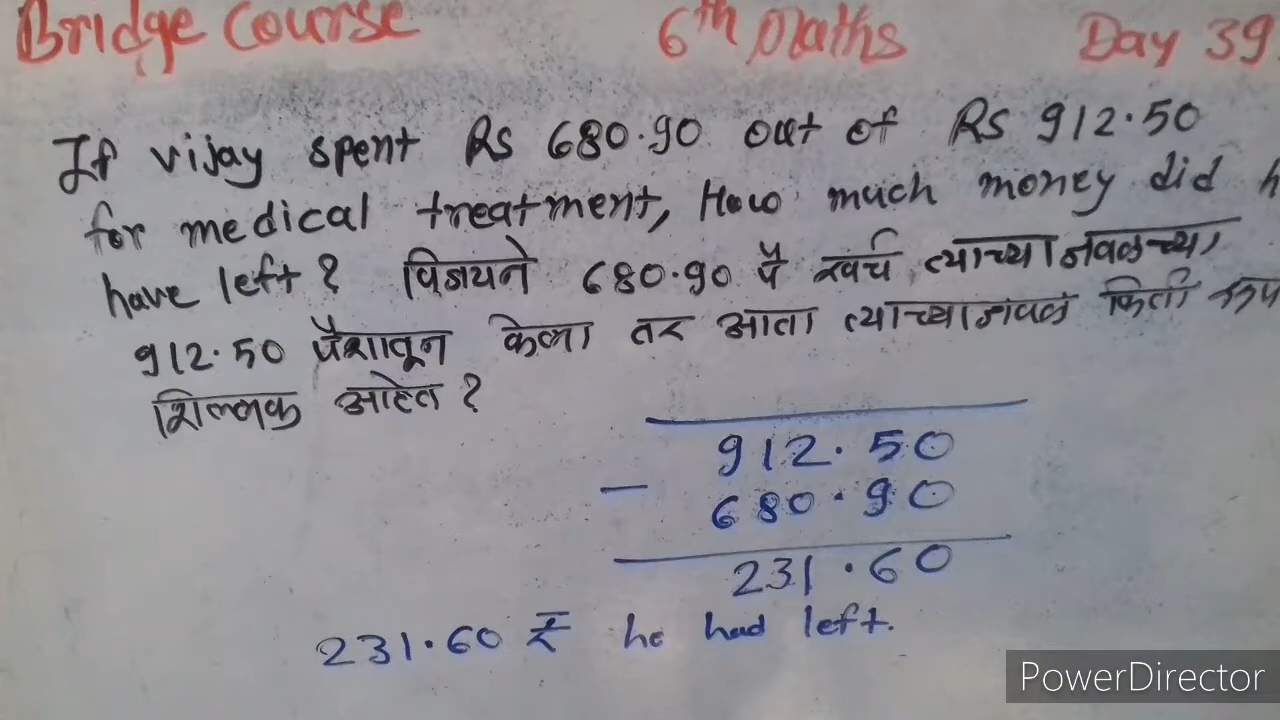 Bridge Course 6th Maths Day 39
If vijay spent Rs 680.90 out of Rs 912.50
for medical treatment, How much money did h
have left? विजयने 680.90 पै खर्च त्याच्या जवळच्या
912.50 पैशातून केला तर आता त्याच्याजवळ किती रूप
शिल्लक आहेत?
912.50
- 680.90
231.60
231.60 ₹ he had left.
PowerDirector